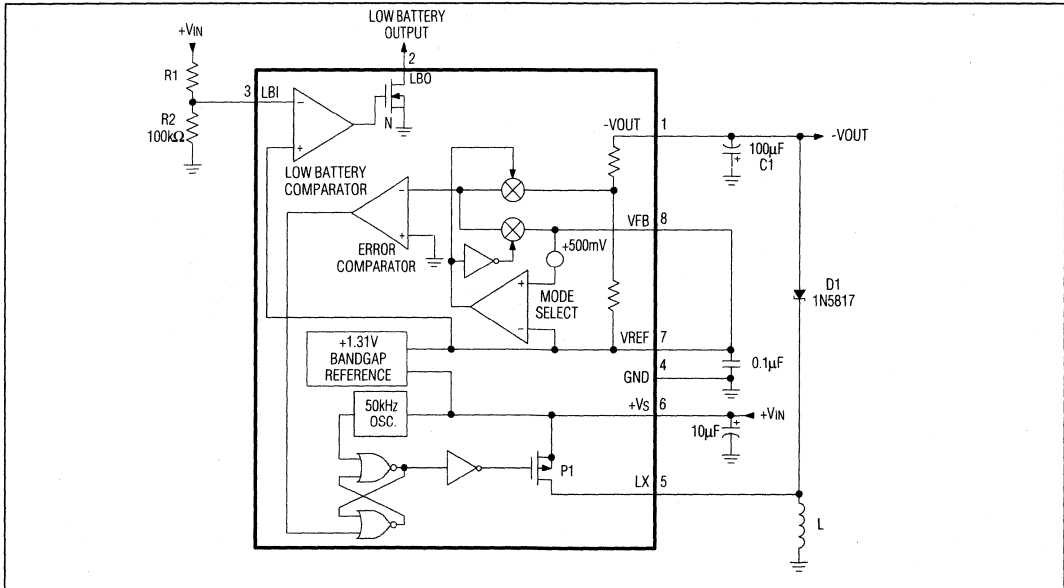 LOW BATTERY
OUTPUT
+VIN
2
LBO
R1
3 LBI
−
R2
100kΩ
N
+
LOW BATTERY
COMPARATOR
-VOUT
1
-VOUT
100μF
+
C1
−
+
ERROR
COMPARATOR
VFB
8
+500mV
+
MODE
SELECT
−
D1
1N5817
VREF
7
+1.31V
BANDGAP
REFERENCE
0.1μF
GND
4
+VS
6
+VIN
50kHz
OSC.
10μF
+
P1
LX
5
L